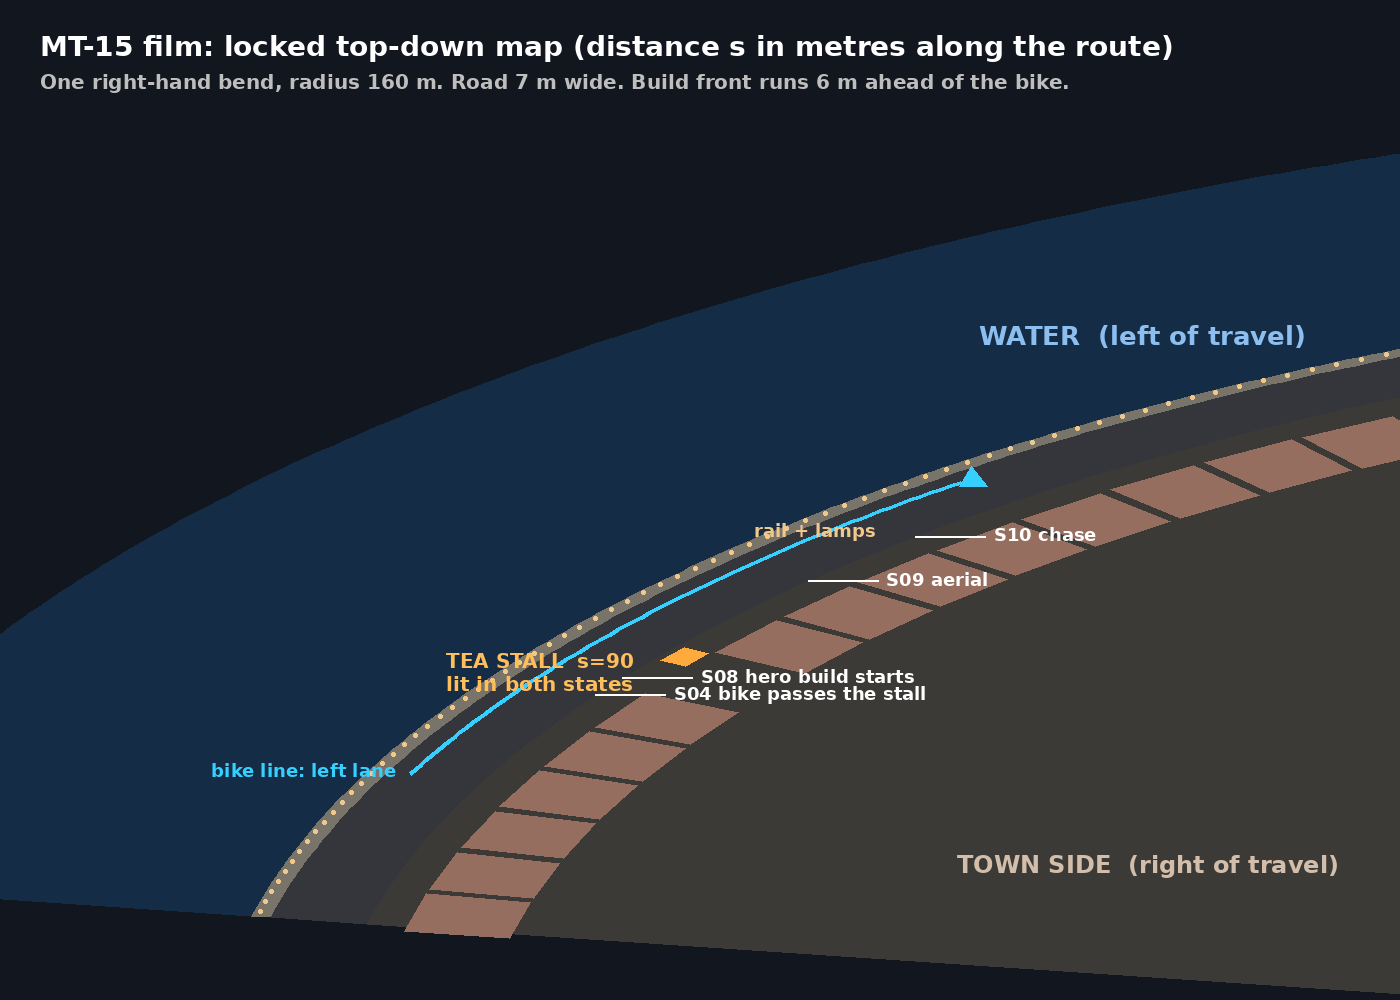 MT-15 film: locked top-down map (distance s in metres along the route)
One right-hand bend, radius 160 m. Road 7 m wide. Build front runs 6 m ahead of the bike.
WATER  (left of travel)
rail + lamps
S10 chase
S09 aerial
TEA STALL  s=90
lit in both states
S08 hero build starts
S04 bike passes the stall
bike line: left lane
TOWN SIDE  (right of travel)